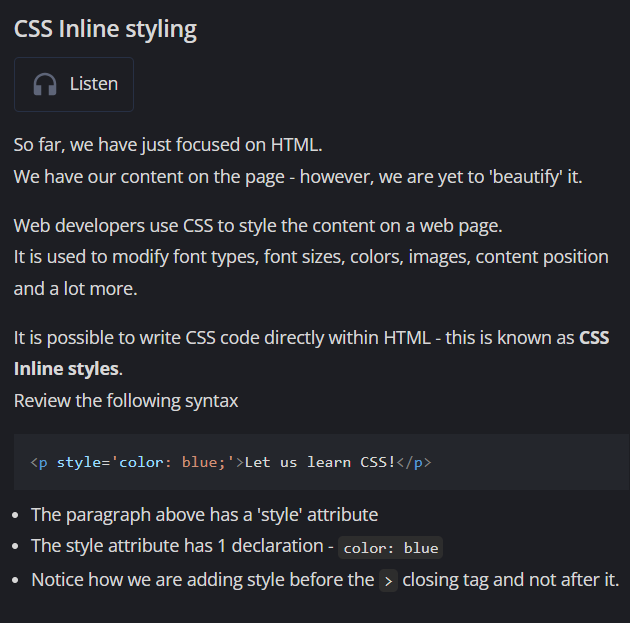 CSS Inline styling
Listen
So far, we have just focused on HTML.
We have our content on the page - however, we are yet to 'beautify' it.
Web developers use CSS to style the content on a web page.
It is used to modify font types, font sizes, colors, images, content position
and a lot more.
It is possible to write CSS code directly within HTML - this is known as CSS
Inline styles.
Review the following syntax
<p style='color: blue;'>Let us learn CSS!</p>
• The paragraph above has a 'style' attribute
• The style attribute has 1 declaration - color: blue
• Notice how we are adding style before the > closing tag and not after it.